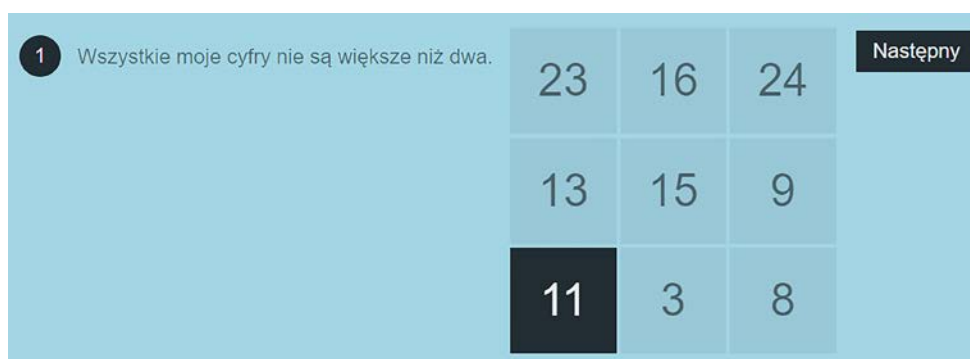 1 Wszystkie moje cyfry nie są większe niż dwa.
23 16 24
13 15 9
11 3 8
Następny